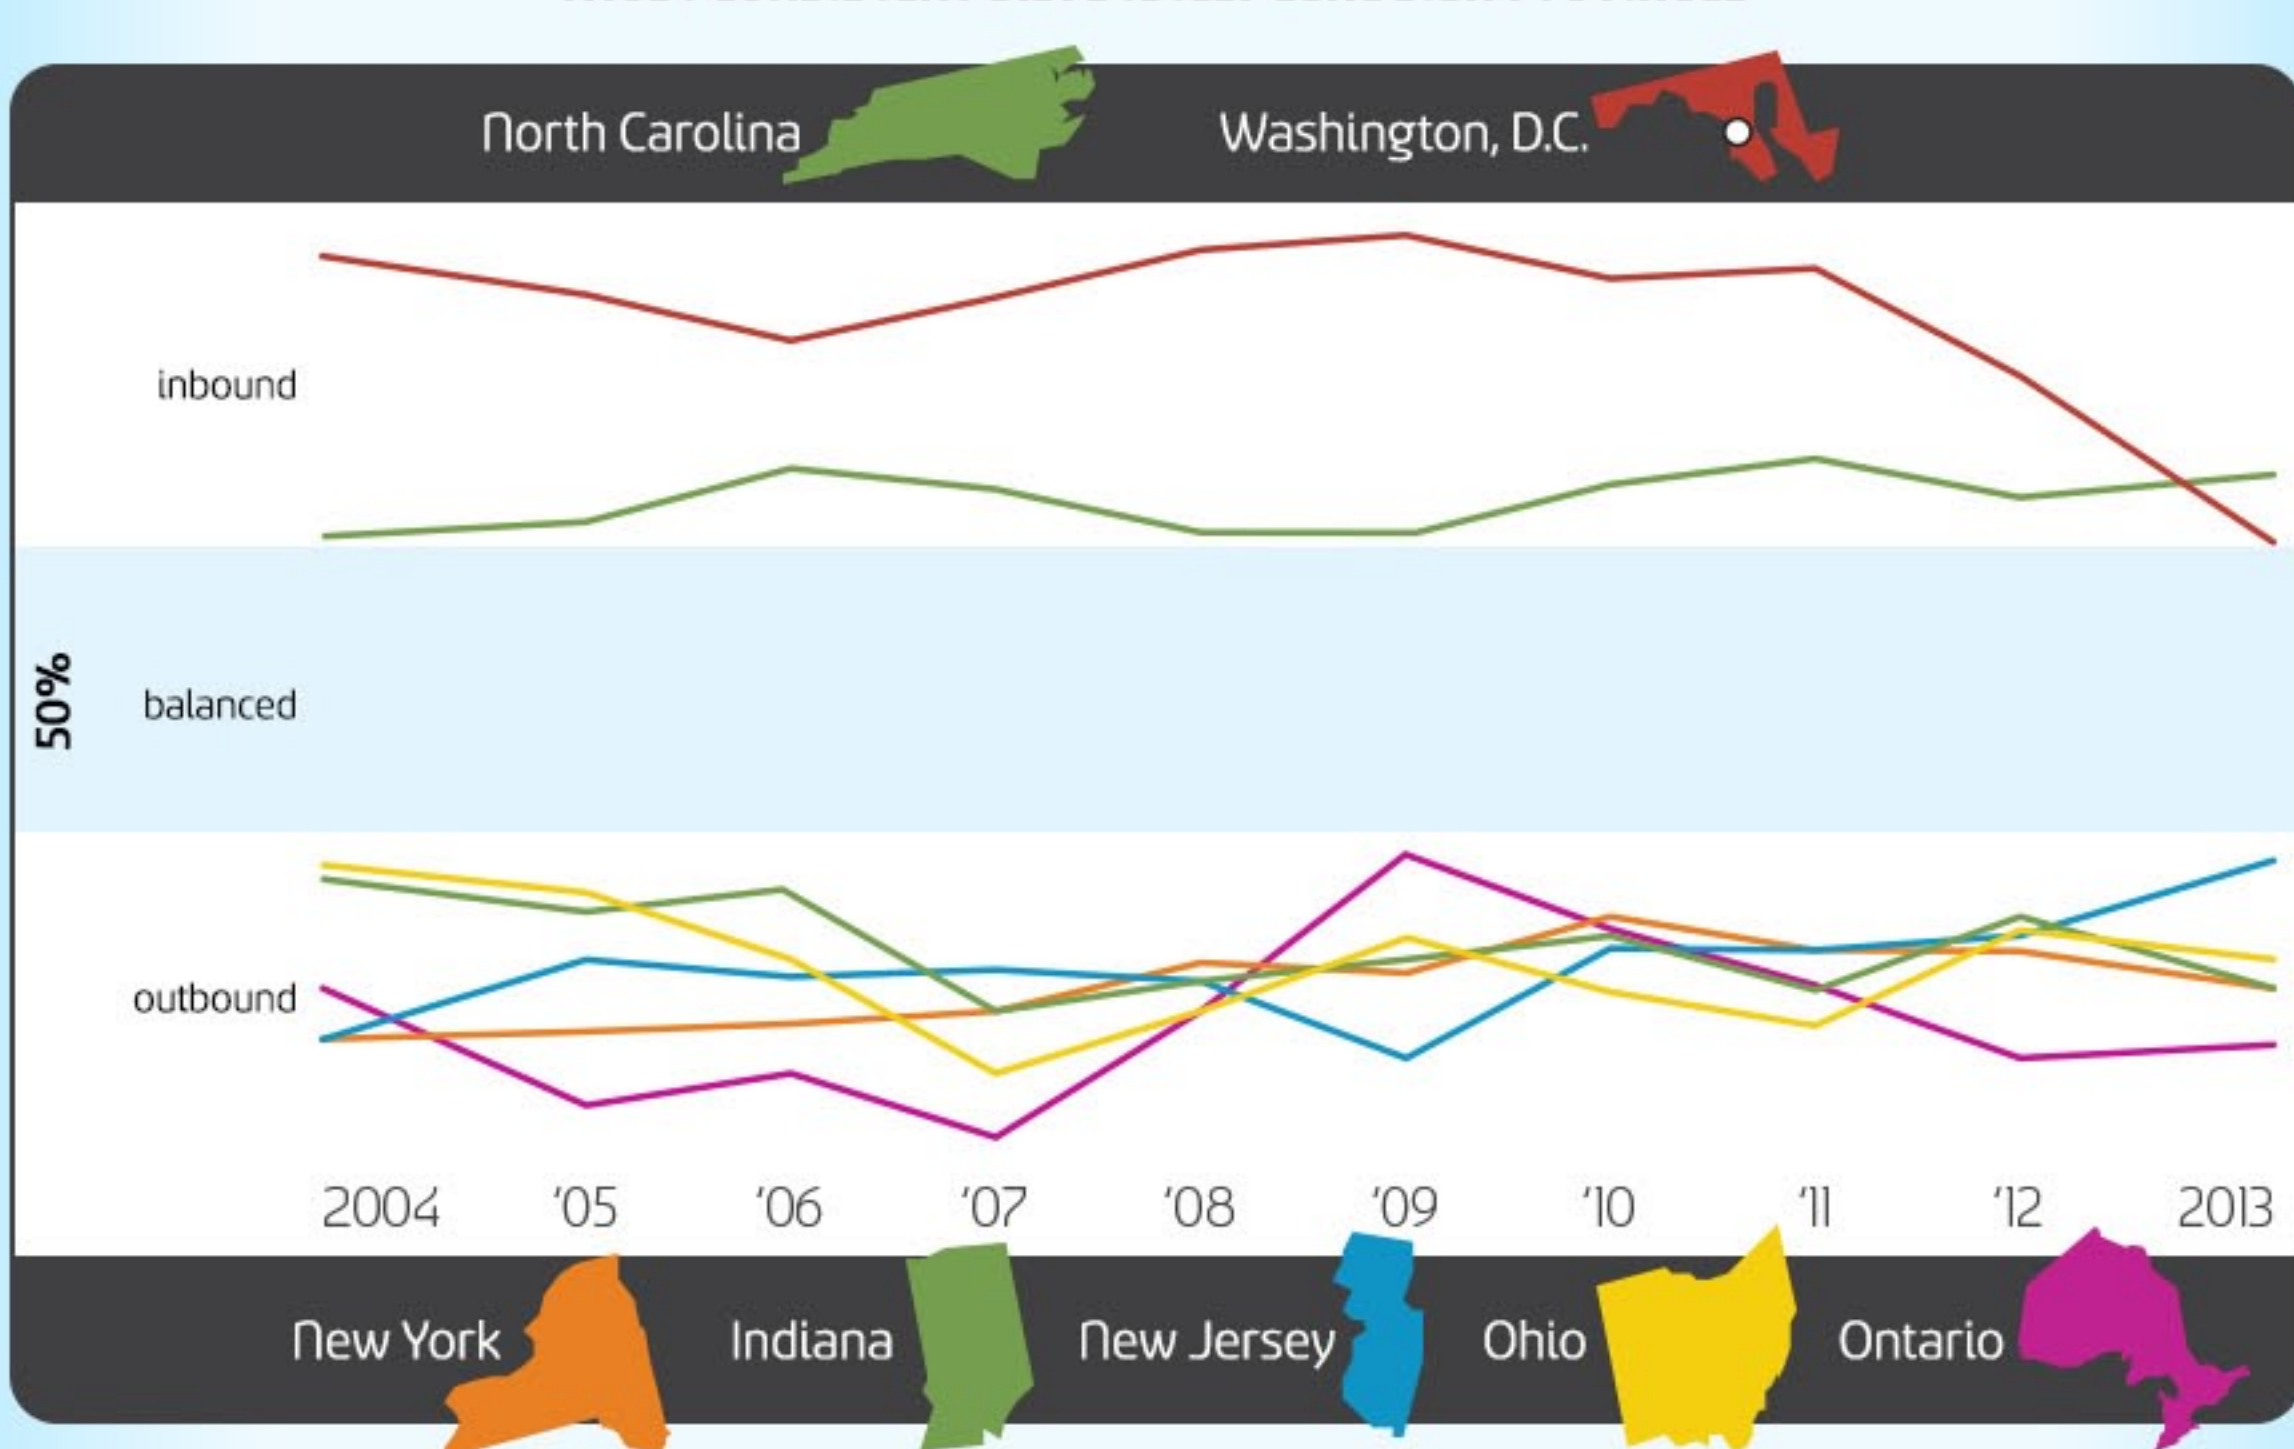 North Carolina
Washington, D.C.
inbound
50%
balanced
outbound
2004 '05 '06 '07 '08 '09 '10 '11 '12 2013
New York
Indiana
New Jersey
Ohio
Ontario